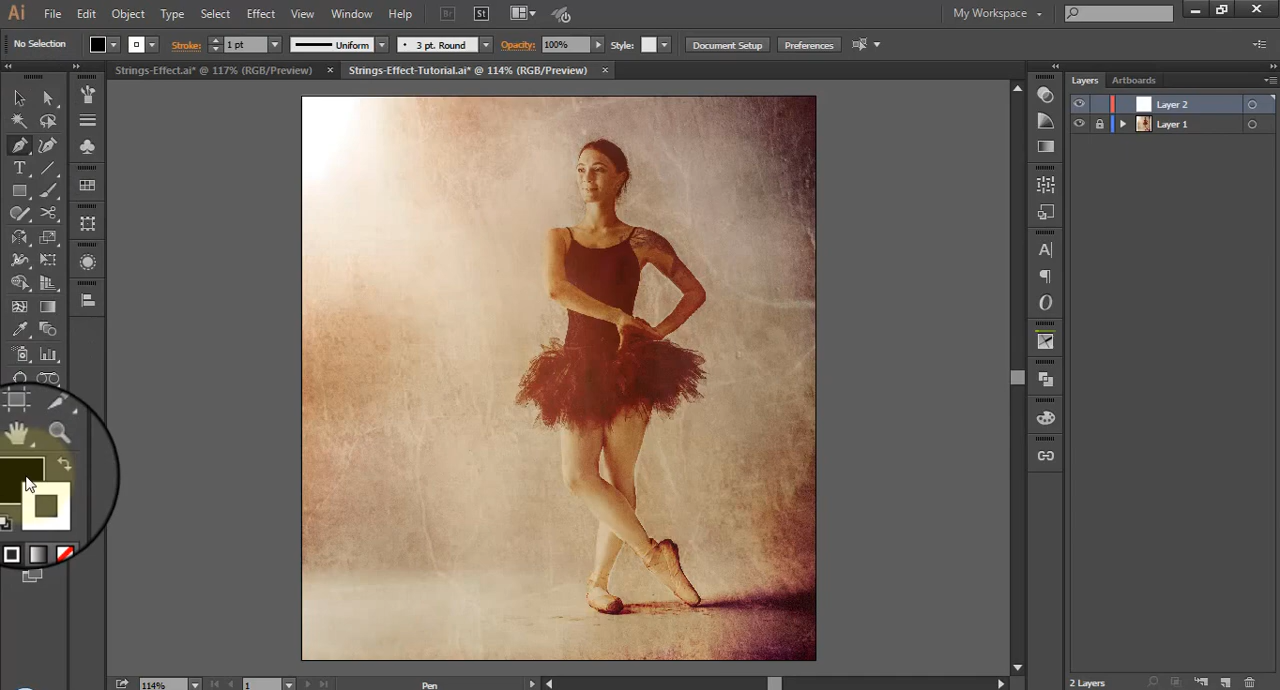 Ai File Edit Object Type Select Effect View Window Help Br St My Workspace
No Selection Stroke: 1 pt Uniform 3 pt. Round Opacity: 100% Style: Document Setup Preferences
Strings-Effect.ai* @ 117% (RGB/Preview) × Strings-Effect-Tutorial.ai* @ 114% (RGB/Preview) ×
Layers Artboards
Layer 2
Layer 1
114% 1 Pen 2 Layers